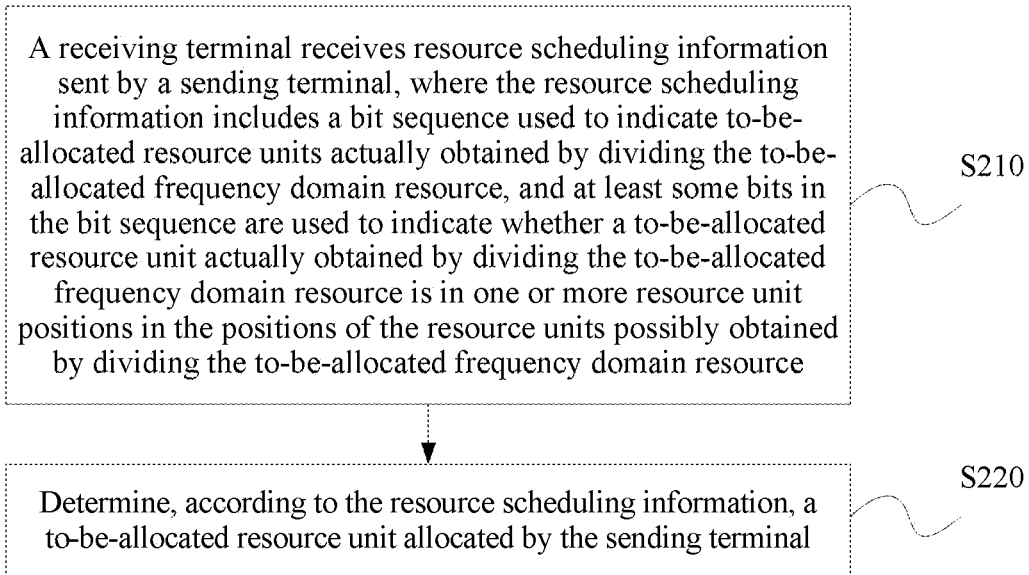 A receiving terminal receives resource scheduling information
sent by a sending terminal, where the resource scheduling
information includes a bit sequence used to indicate to-be-
allocated resource units actually obtained by dividing the to-be-
allocated frequency domain resource, and at least some bits in
the bit sequence are used to indicate whether a to-be-allocated
resource unit actually obtained by dividing the to-be-allocated
frequency domain resource is in one or more resource unit
positions in the positions of the resource units possibly obtained
by dividing the to-be-allocated frequency domain resource
S210
Determine, according to the resource scheduling information, a
to-be-allocated resource unit allocated by the sending terminal
S220